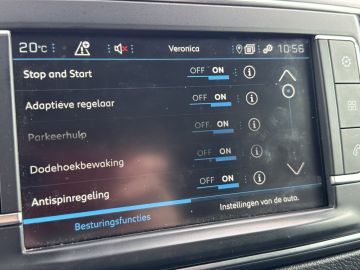 20°C Veronica 10:56
Stop and Start OFF ON
Adaptieve regelaar OFF ON
Parkeerhulp OFF ON
Dodehoekbewaking OFF ON
Antispinregeling OFF ON
Besturingsfuncties Instellingen van de auto.